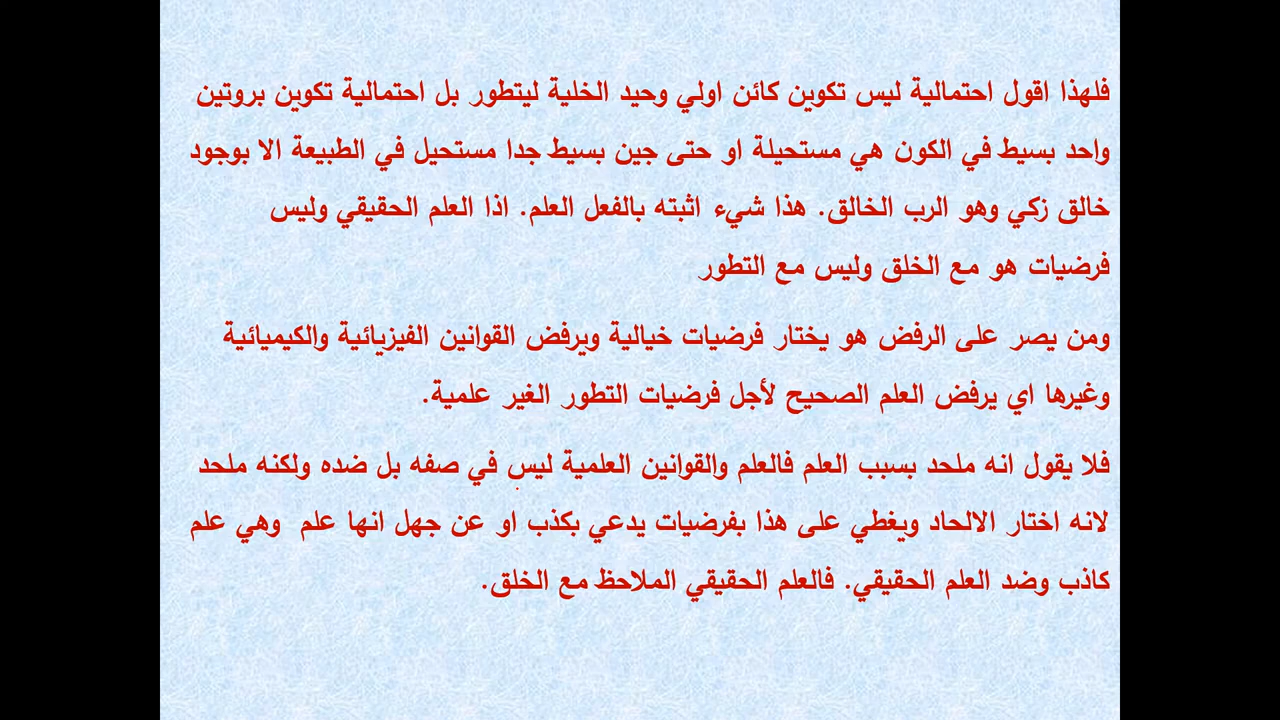 فلهذا اقول احتمالية ليس تكوين كائن اولي وحيد الخلية ليتطور بل احتمالية تكوين بروتين
واحد بسيط في الكون هي مستحيلة او حتى جين بسيط جدا مستحيل في الطبيعة الا بوجود
خالق زكي وهو الرب الخالق. هذا شيء اثبته بالفعل العلم. اذا العلم الحقيقي وليس
فرضيات هو مع الخلق وليس مع التطور
ومن يصر على الرفض هو يختار فرضيات خيالية ويرفض القوانين الفيزيائية والكيميائية
وغيرها اي يرفض العلم الصحيح لأجل فرضيات التطور الغير علمية.
فلا يقول انه ملحد بسبب العلم فالعلم والقوانين العلمية ليس في صفه بل ضده ولكنه ملحد
لانه اختار الالحاد ويغطي على هذا بفرضيات يدعي بكذب او عن جهل انها علم وهي علم
كاذب وضد العلم الحقيقي. فالعلم الحقيقي الملاحظ مع الخلق.